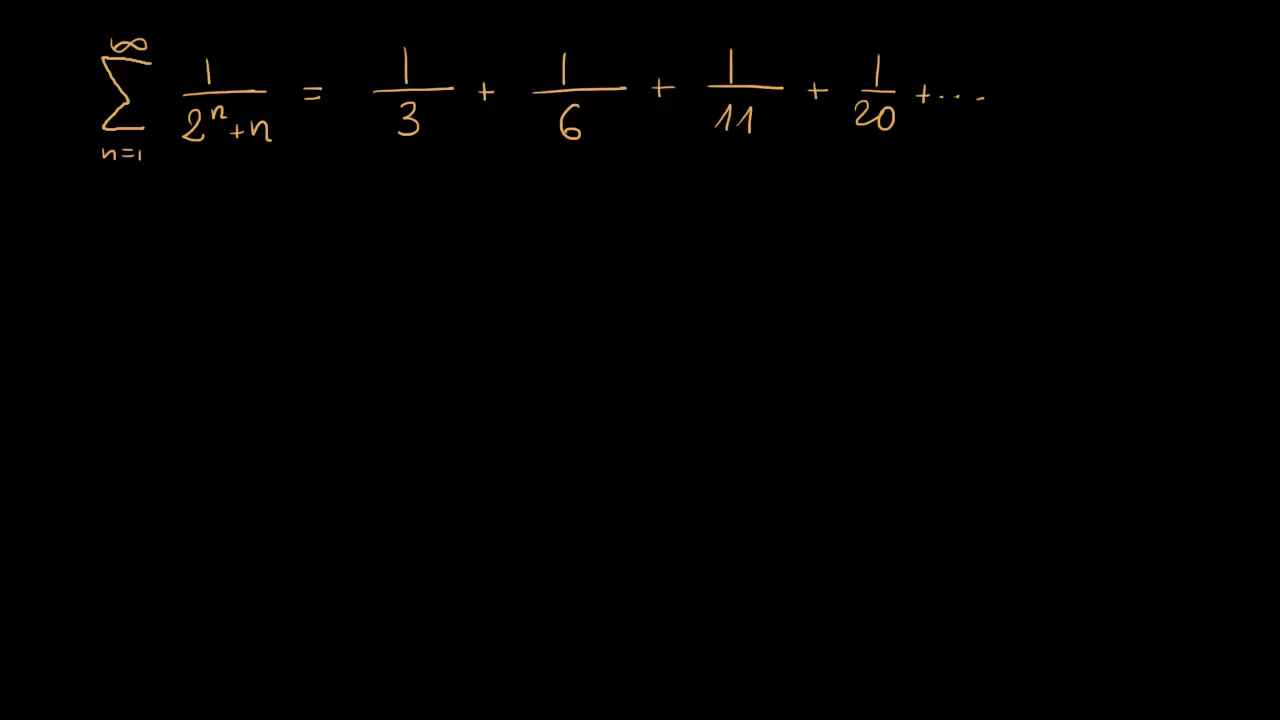 ∞∑n=1 1/(2^n+n) = 1/3 + 1/6 + 1/11 + 1/20 + ...